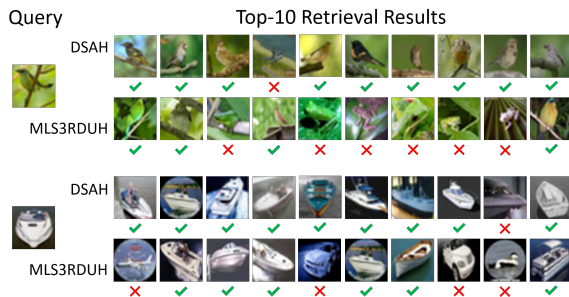 Query
Top-10 Retrieval Results
DSAH
MLS3RDUH
DSAH
MLS3RDUH